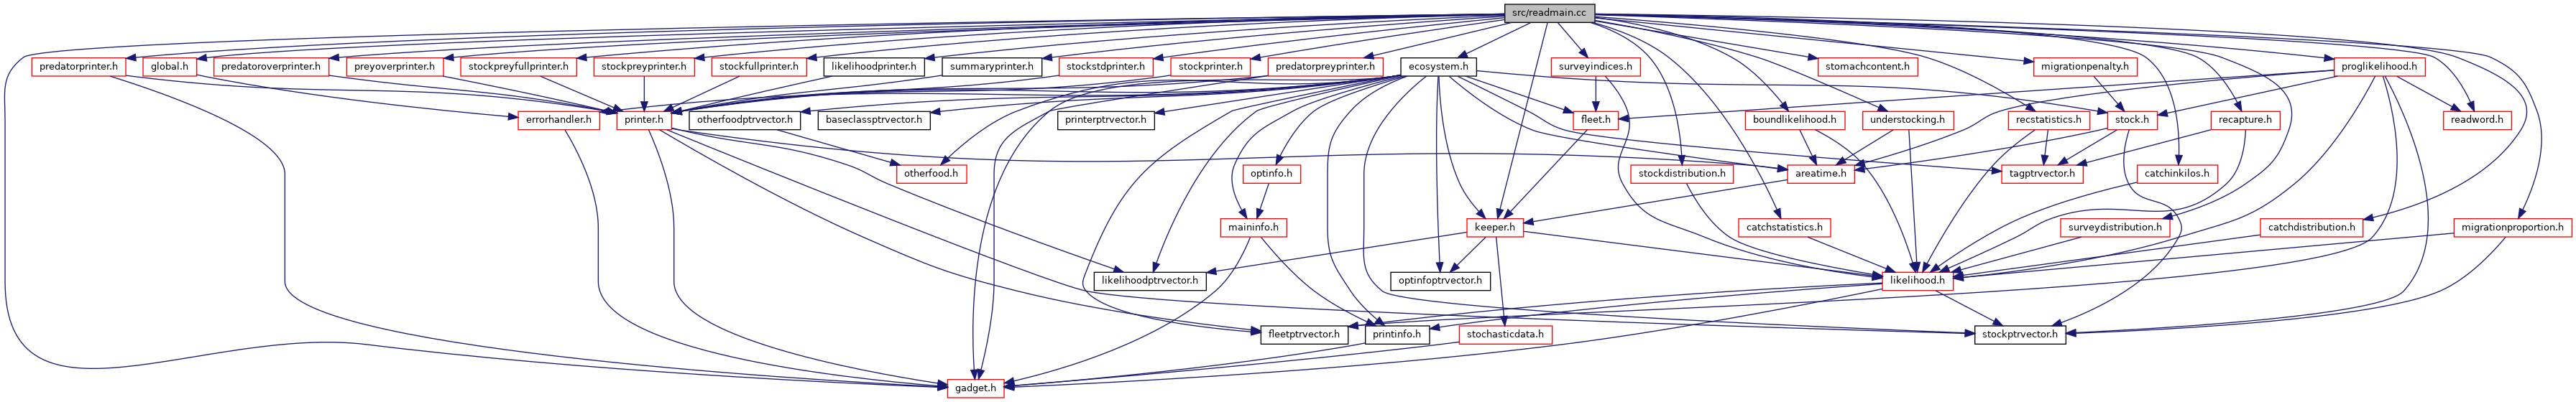 src/readmain.cc
predatorprinter.h
global.h
predatoroverprinter.h
preyoverprinter.h
stockpreyfullprinter.h
stockpreyprinter.h
stockfullprinter.h
likelihoodprinter.h
summaryprinter.h
stockstdprinter.h
stockprinter.h
predatorpreyprinter.h
ecosystem.h
surveyindices.h
stomachcontent.h
migrationpenalty.h
proglikelihood.h
errorhandler.h
printer.h
otherfoodptrvector.h
baseclassptrvector.h
printerptrvector.h
fleet.h
boundlikelihood.h
understocking.h
recstatistics.h
stock.h
recapture.h
readword.h
otherfood.h
optinfo.h
stockdistribution.h
areatime.h
tagptrvector.h
catchinkilos.h
maininfo.h
keeper.h
catchstatistics.h
surveydistribution.h
catchdistribution.h
migrationproportion.h
likelihoodptrvector.h
optinfoptrvector.h
likelihood.h
fleetptrvector.h
printinfo.h
stochasticdata.h
stockptrvector.h
gadget.h